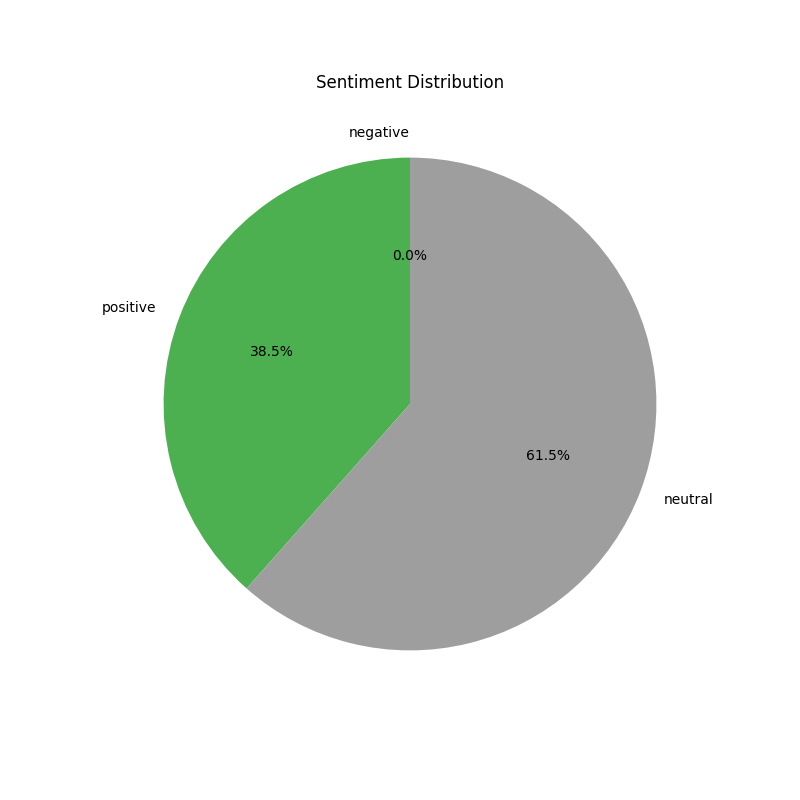 Sentiment Distribution
negative
0.0%
positive
38.5%
61.5%
neutral